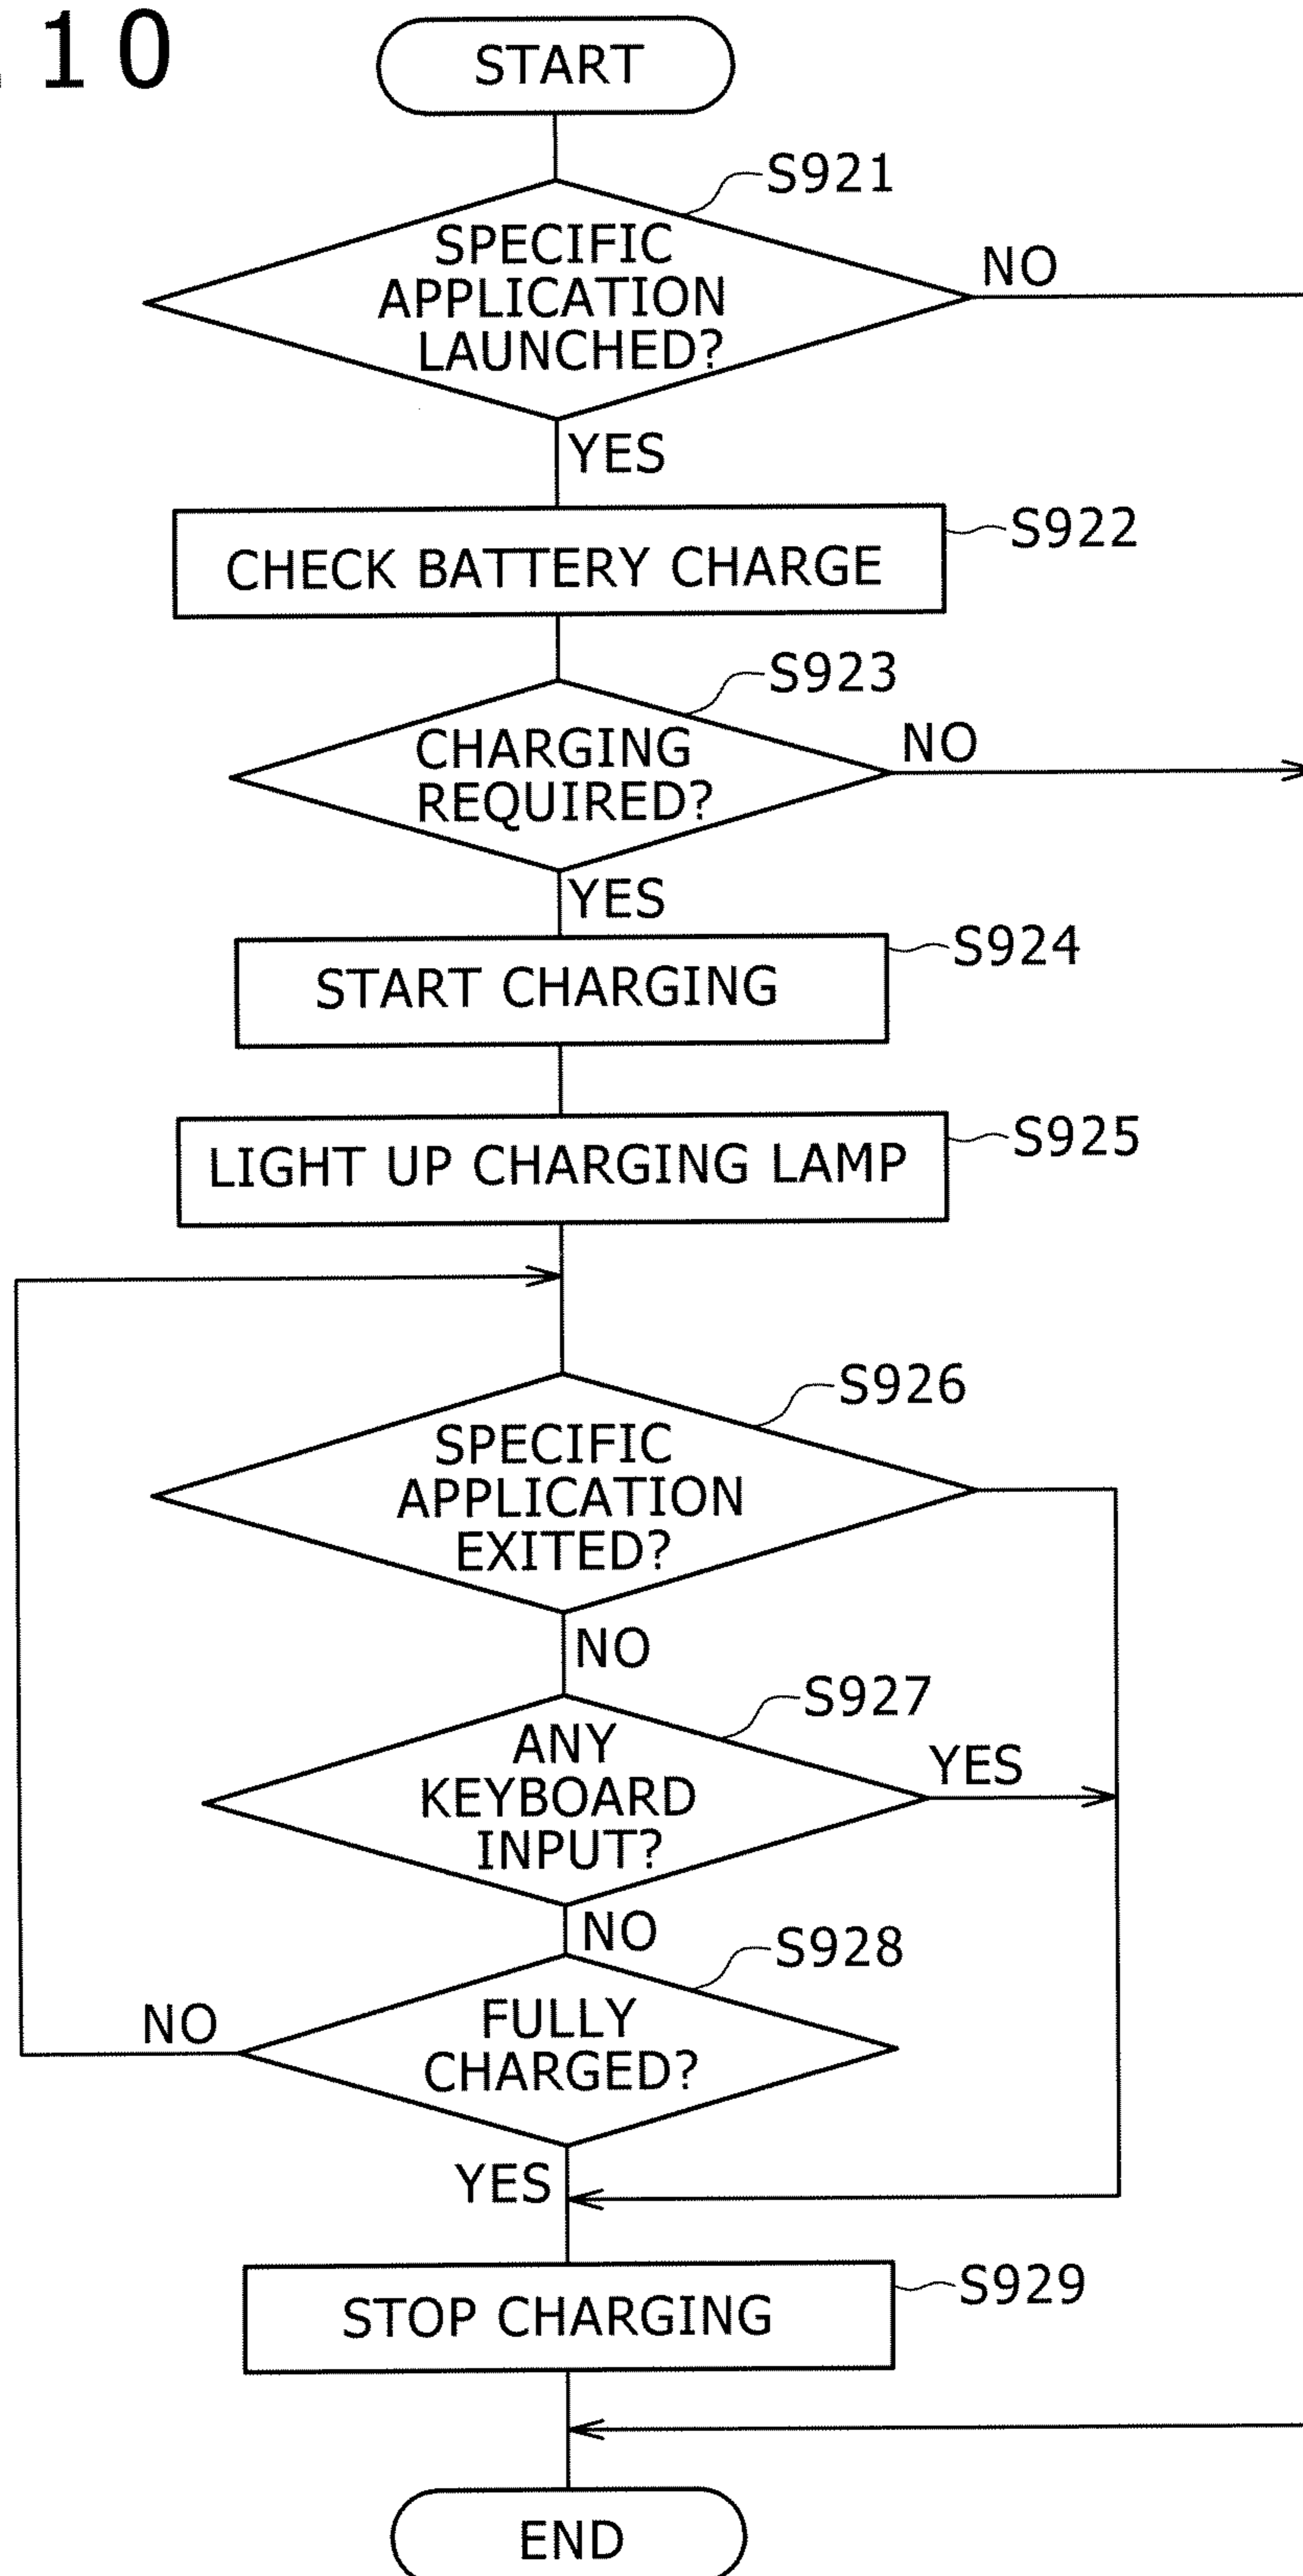 . 10
START
S921
SPECIFIC
APPLICATION
LAUNCHED?
NO
YES
S922
CHECK BATTERY CHARGE
S923
CHARGING
REQUIRED?
NO
YES
S924
START CHARGING
S925
LIGHT UP CHARGING LAMP
S926
SPECIFIC
APPLICATION
EXITED?
NO
S927
ANY
KEYBOARD
INPUT?
YES
NO
S928
FULLY
CHARGED?
NO
YES
S929
STOP CHARGING
END